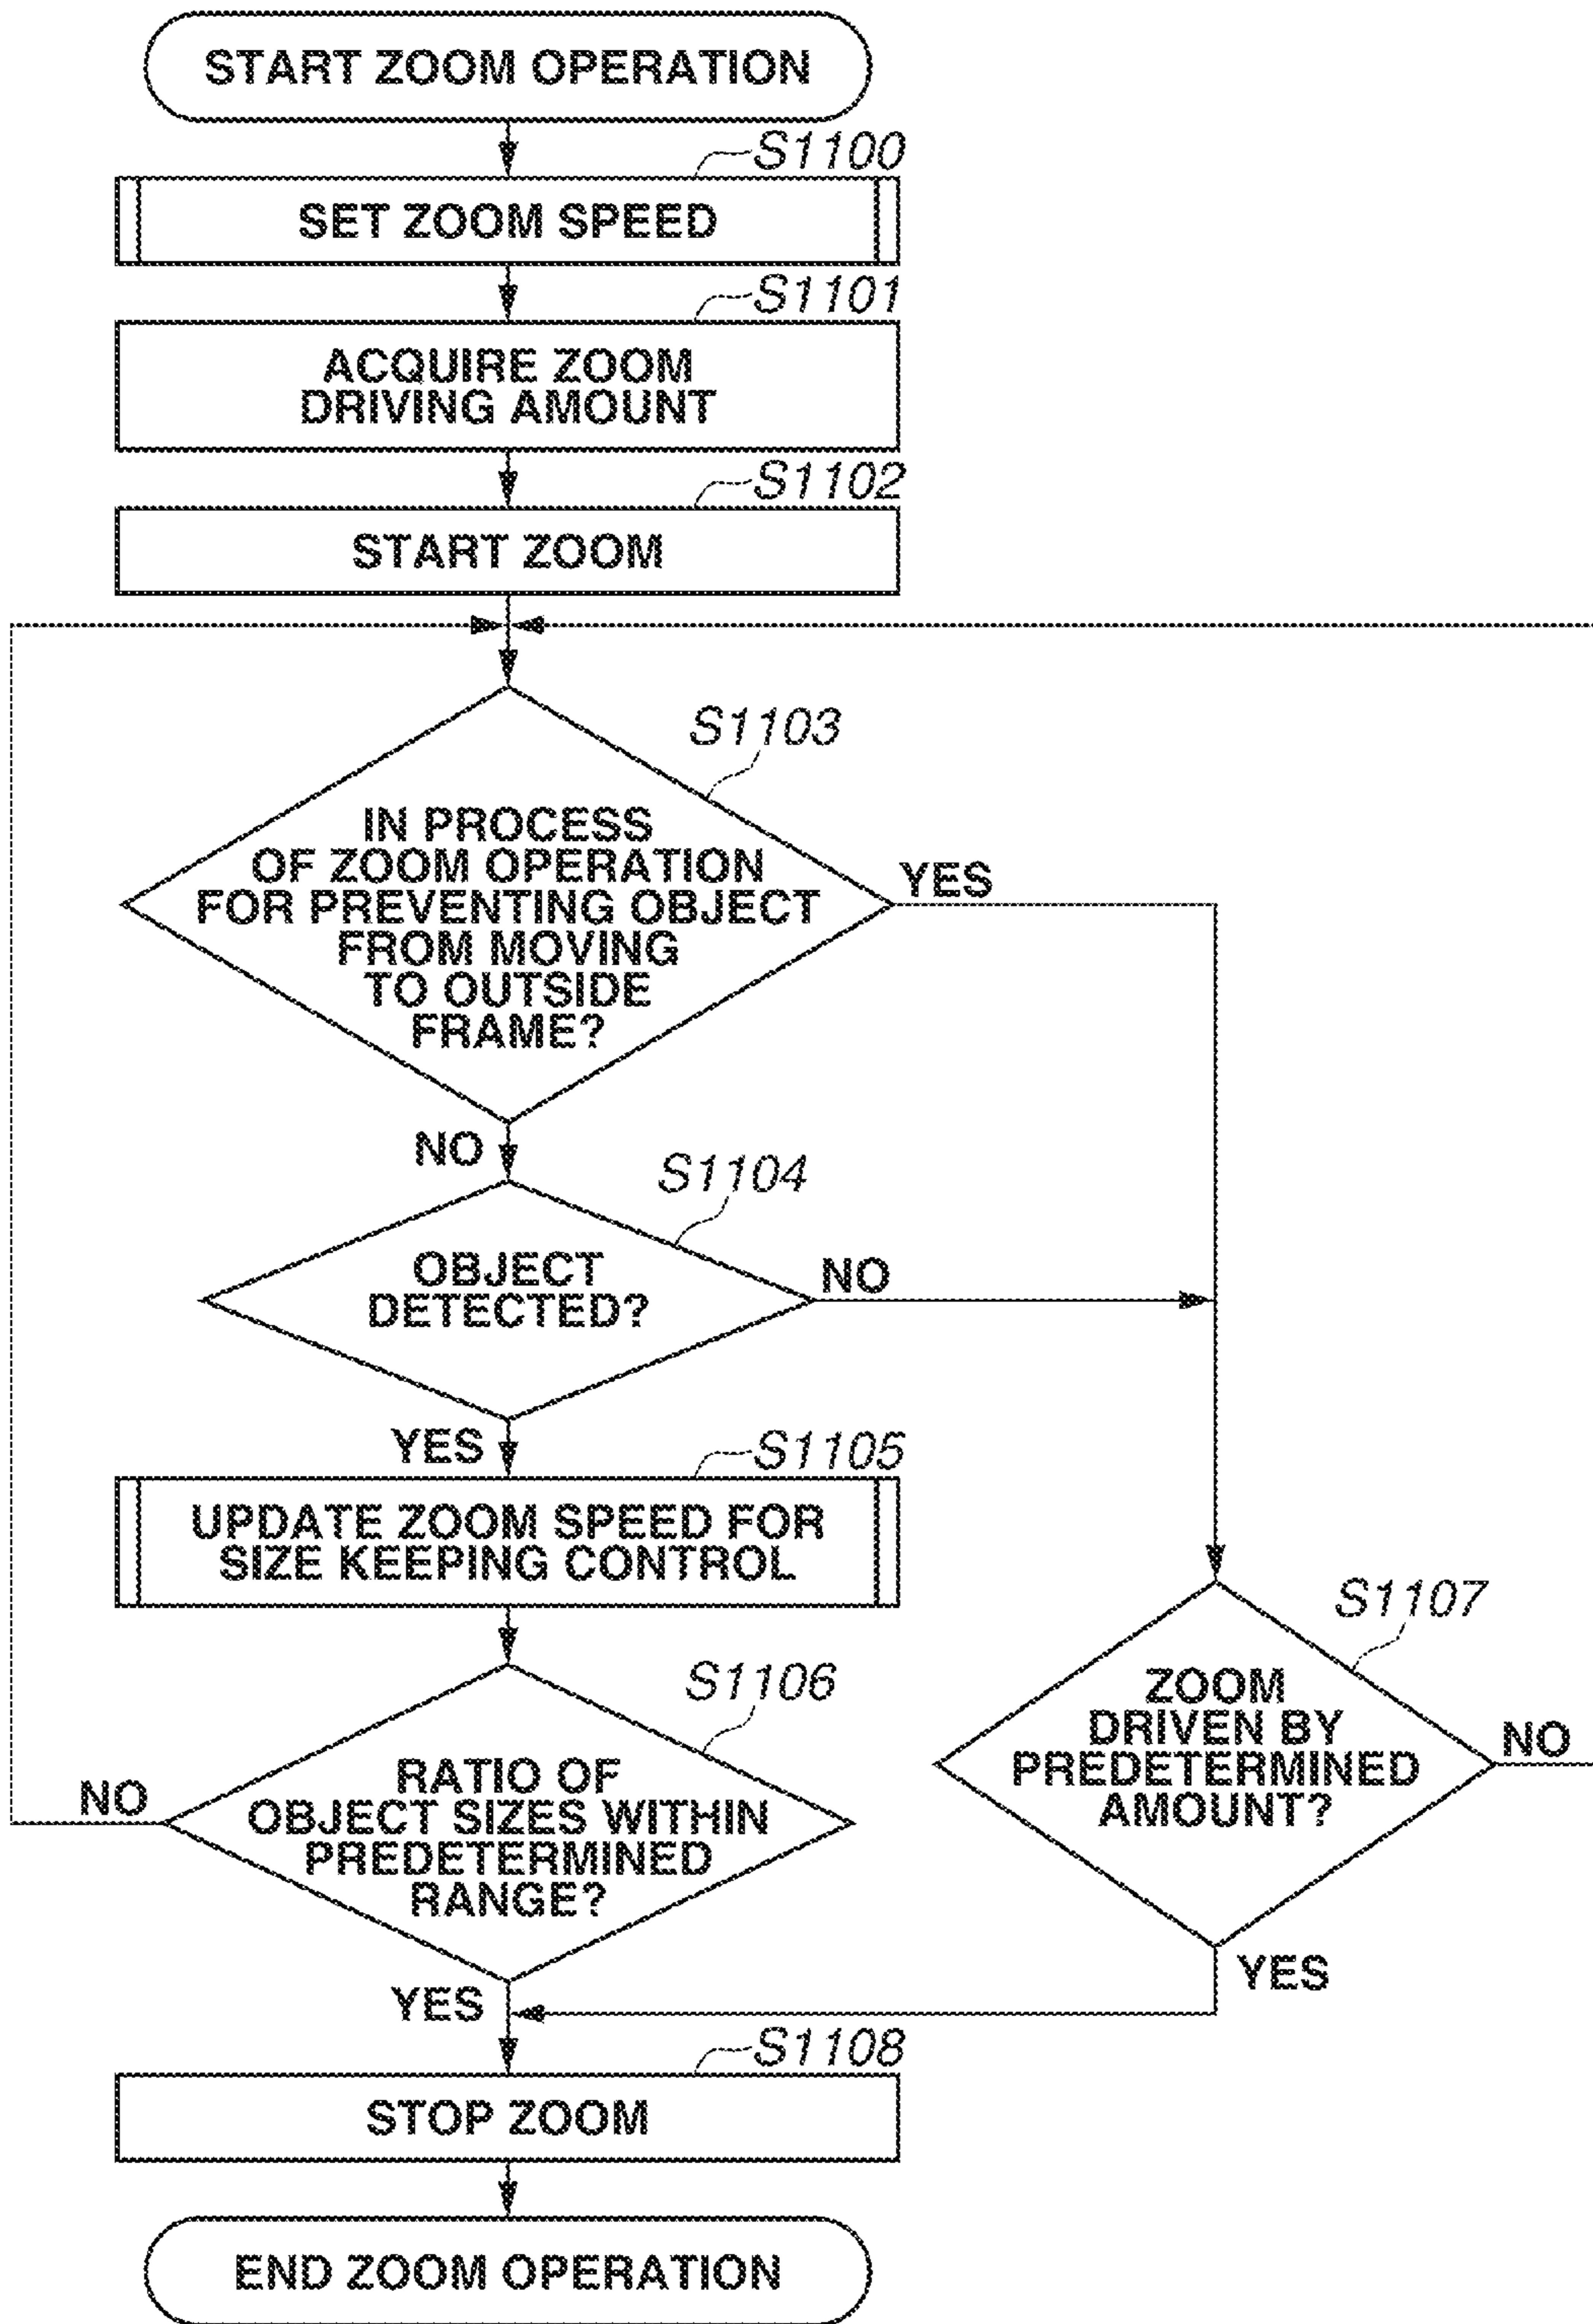 START ZOOM OPERATION
S1100
SET ZOOM SPEED
S1101
ACQUIRE ZOOM
DRIVING AMOUNT
S1102
START ZOOM
S1103
IN PROCESS
OF ZOOM OPERATION
FOR PREVENTING OBJECT
FROM MOVING
TO OUTSIDE
FRAME?
YES
NO
S1104
OBJECT
DETECTED?
NO
YES
S1105
UPDATE ZOOM SPEED FOR
SIZE KEEPING CONTROL
S1106
RATIO OF
OBJECT SIZES WITHIN
PREDETERMINED
RANGE?
NO
YES
S1107
ZOOM
DRIVEN BY
PREDETERMINED
AMOUNT?
NO
YES
S1108
STOP ZOOM
END ZOOM OPERATION